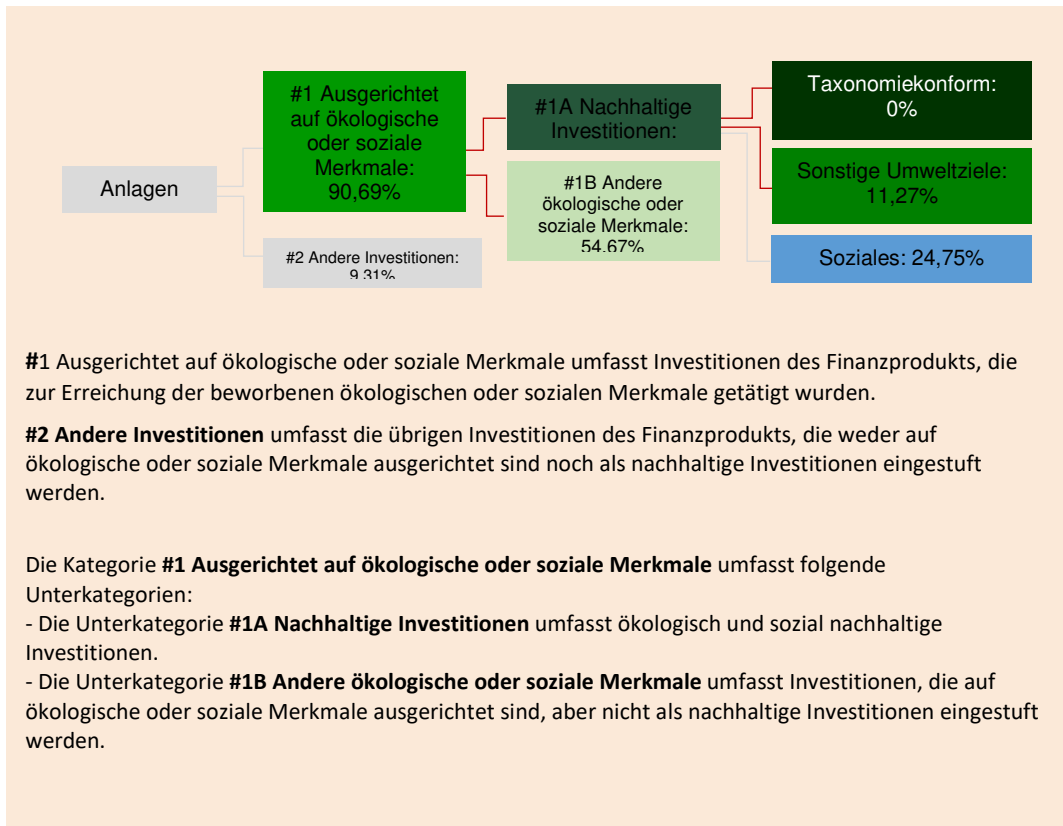 Anlagen
#1 Ausgerichtet
auf ökologische
oder soziale
Merkmale:
90,69%
#2 Andere Investitionen:
9,31%
#1A Nachhaltige
Investitionen:
#1B Andere
ökologische oder
soziale Merkmale:
54,67%
Taxonomiekonform:
0%
Sonstige Umweltziele:
11,27%
Soziales: 24,75%
#1 Ausgerichtet auf ökologische oder soziale Merkmale umfasst Investitionen des Finanzprodukts, die
zur Erreichung der beworbenen ökologischen oder sozialen Merkmale getätigt wurden.
#2 Andere Investitionen umfasst die übrigen Investitionen des Finanzprodukts, die weder auf
ökologische oder soziale Merkmale ausgerichtet sind noch als nachhaltige Investitionen eingestuft
werden.
Die Kategorie #1 Ausgerichtet auf ökologische oder soziale Merkmale umfasst folgende
Unterkategorien:
- Die Unterkategorie #1A Nachhaltige Investitionen umfasst ökologisch und sozial nachhaltige
Investitionen.
- Die Unterkategorie #1B Andere ökologische oder soziale Merkmale umfasst Investitionen, die auf
ökologische oder soziale Merkmale ausgerichtet sind, aber nicht als nachhaltige Investitionen eingestuft
werden.